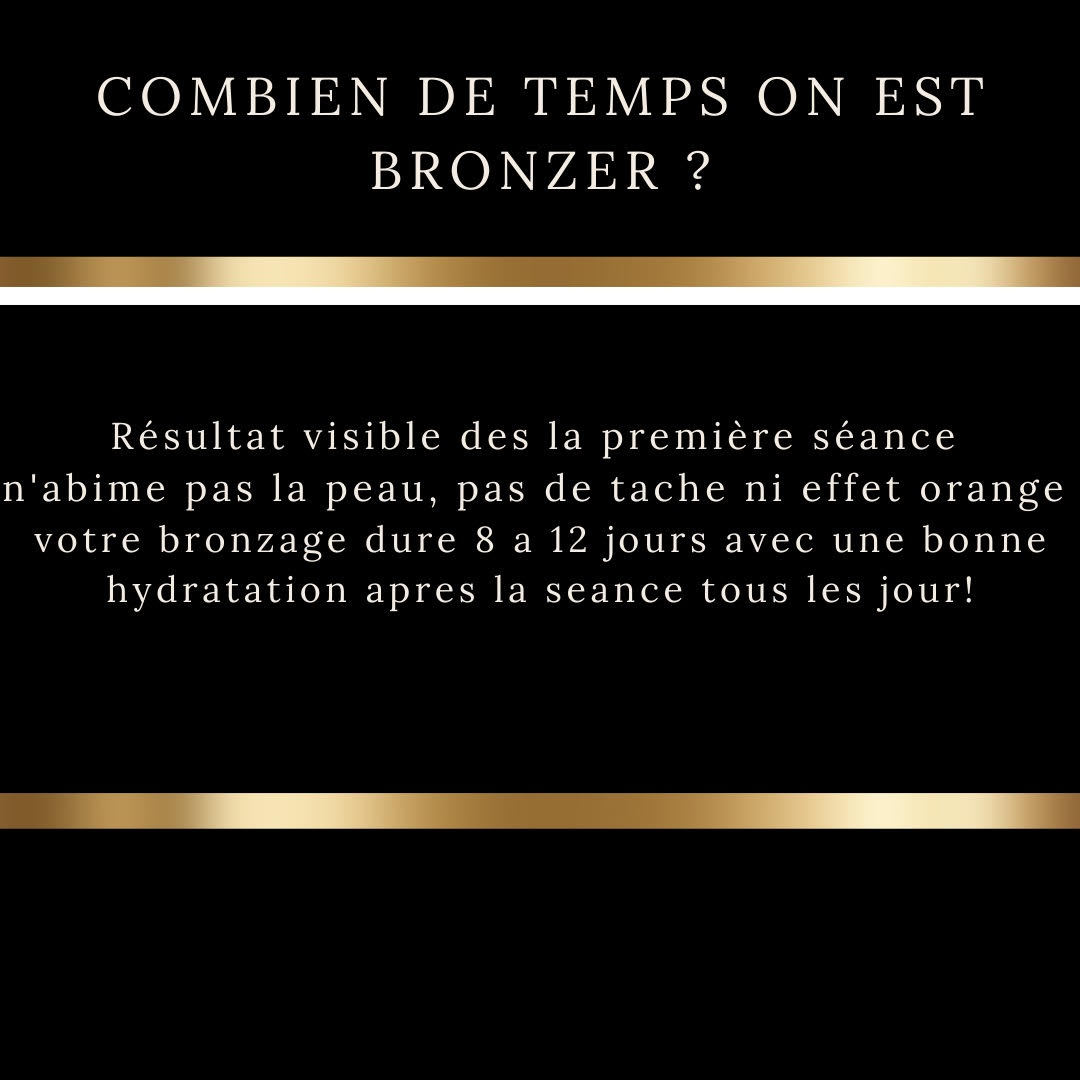 COMBIEN DE TEMPS ON EST
BRONZER ?
Résultat visible des la première séance
n'abime pas la peau, pas de tache ni effet orange
votre bronzage dure 8 a 12 jours avec une bonne
hydratation apres la seance tous les jour!